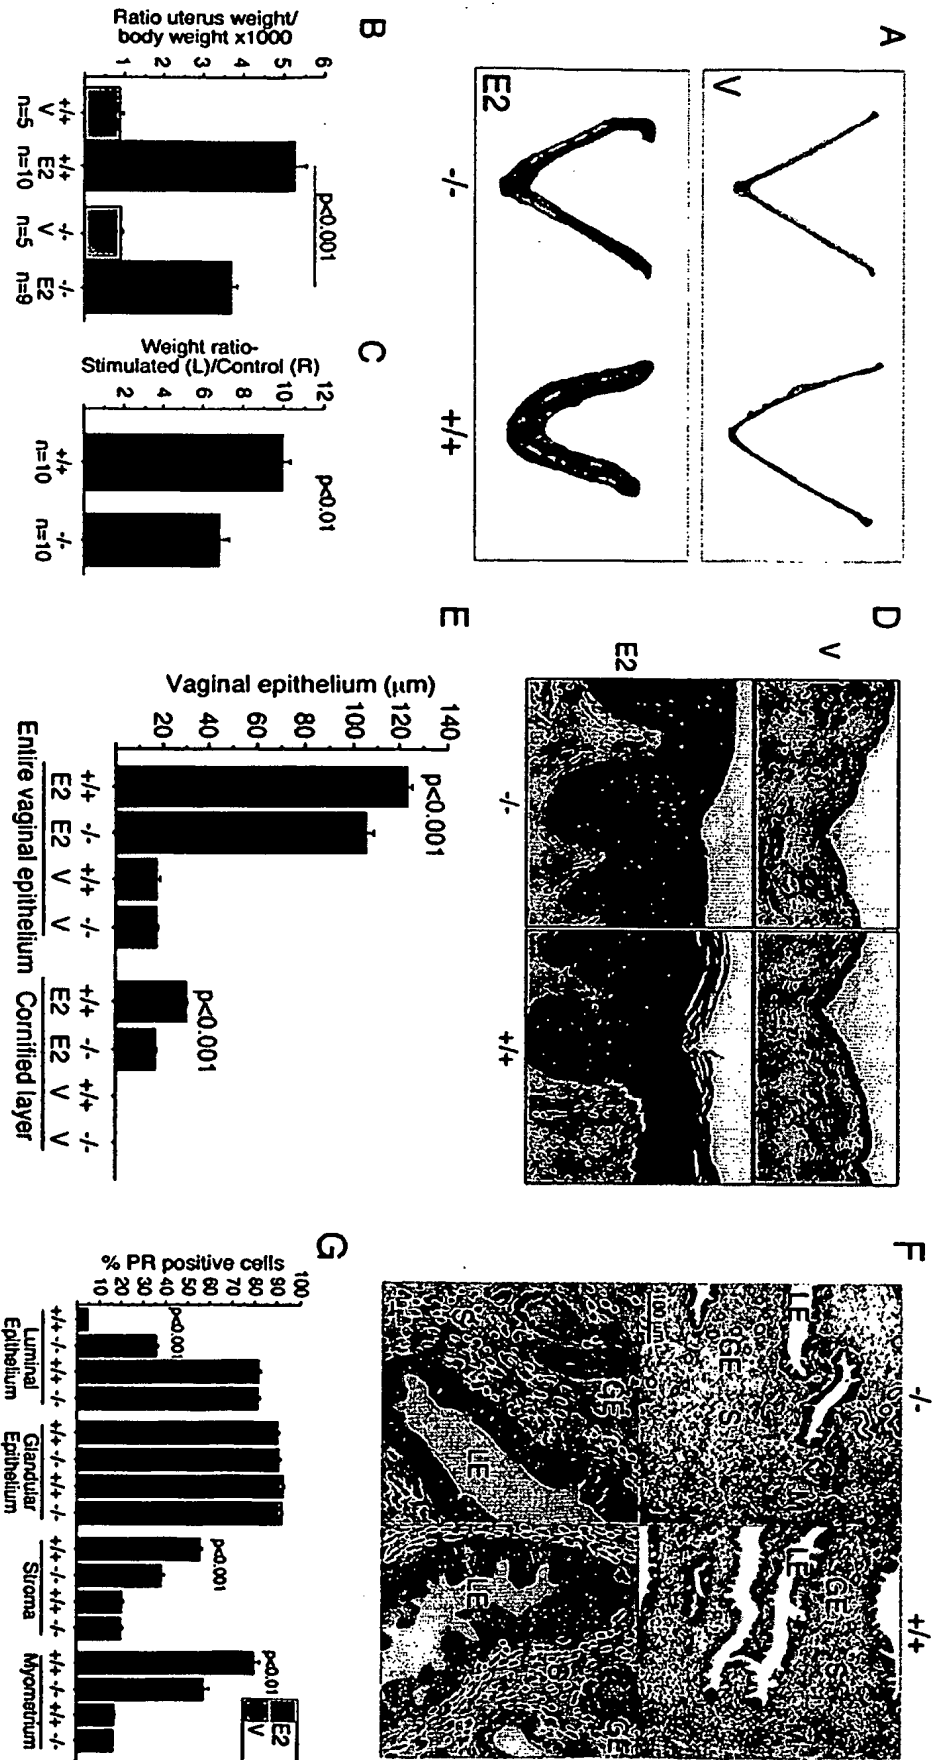 A
V
E2
-/-
+/+
B
Ratio uterus weight/
body weight x1000
1 2 3 4 5 6
p<0.001
+/+ +/+ -/- -/-
V E2 V E2
n=5 n=10 n=5 n=9
C
Weight ratio-
Stimulated (L)/Control (R)
2 4 6 8 10 12
p<0.01
+/+ -/-
n=10 n=10
D
V
E2
-/-
+/+
E
Vaginal epithelium (μm)
20 40 60 80 100 120 140
p<0.001
p<0.001
+/+ -/- +/+ -/- +/+ -/- +/+ -/-
E2 E2 V V E2 E2 V V
Entire vaginal epithelium
Cornified layer
F
-/-
+/+
LE
GE
S
LE
GE
S
100 μm
S
GE
LE
LE
GE
G
% PR positive cells
10 20 30 40 50 60 70 80 90 100
p<0.001
p<0.001
p<0.01
E2
V
+/+ -/- +/+ -/- +/+ -/- +/+ -/- +/+ -/- +/+ -/- +/+ -/- +/+ -/-
Luminal
Epithelium
Glandular
Epithelium
Stroma
Myometrium